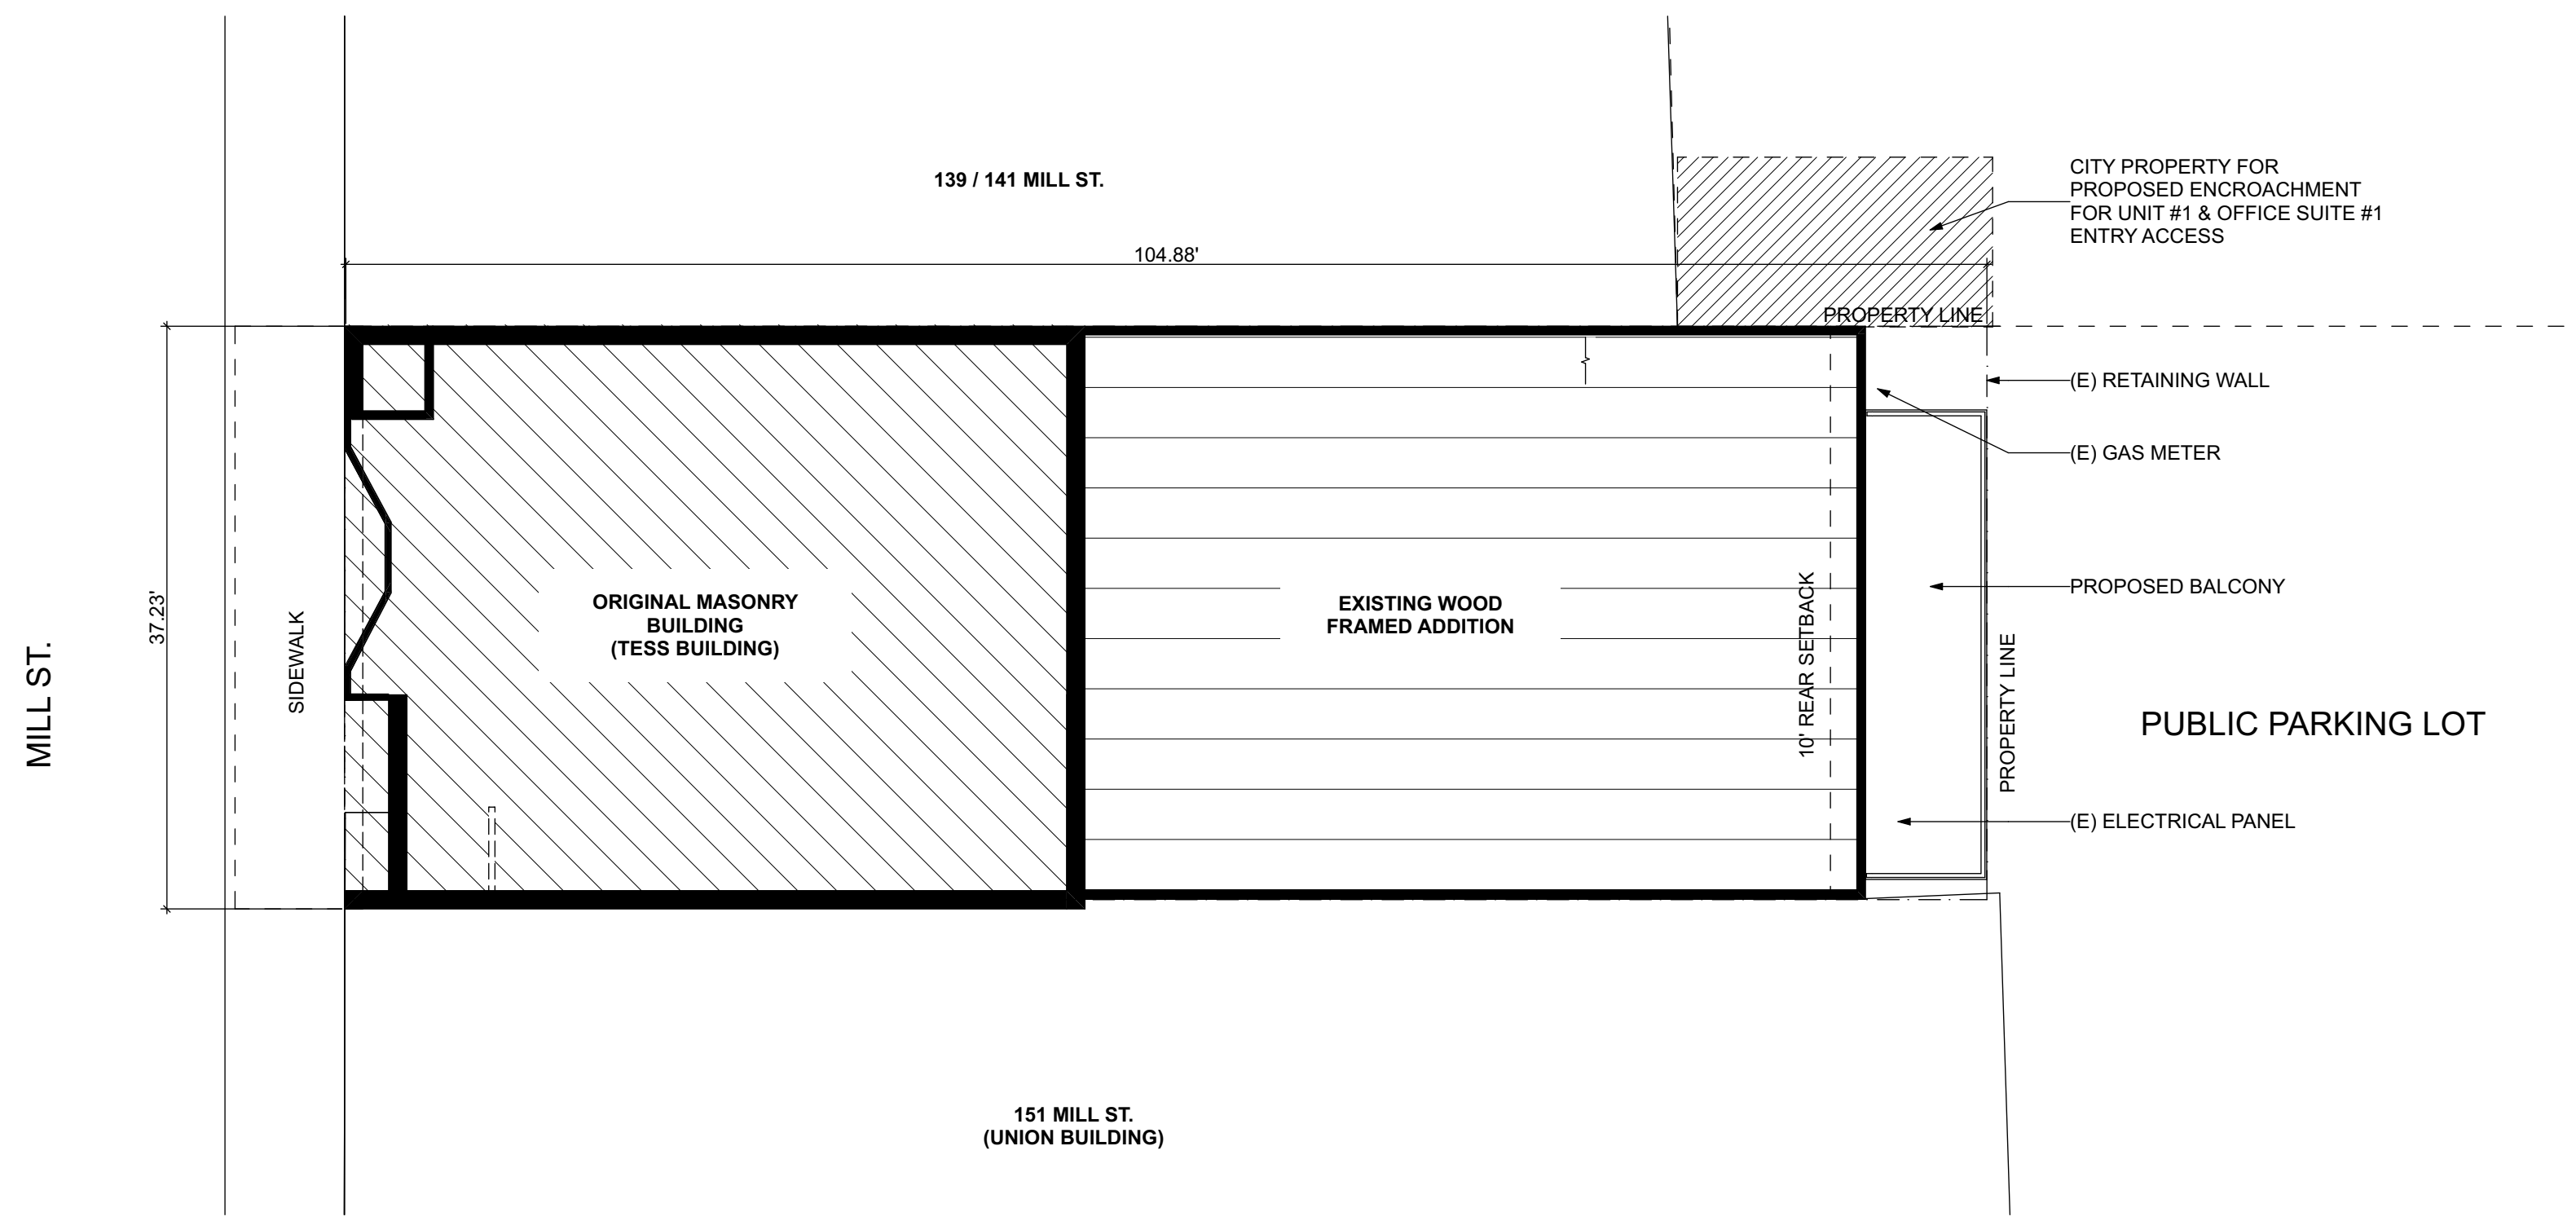 139 / 141 MILL ST.
104.88'
CITY PROPERTY FOR
PROPOSED ENCROACHMENT
FOR UNIT #1 & OFFICE SUITE #1
ENTRY ACCESS
PROPERTY LINE
(E) RETAINING WALL
(E) GAS METER
37.23'
MILL ST.
SIDEWALK
ORIGINAL MASONRY
BUILDING
(TESS BUILDING)
EXISTING WOOD
FRAMED ADDITION
10' REAR SETBACK
PROPOSED BALCONY
PROPERTY LINE
PUBLIC PARKING LOT
(E) ELECTRICAL PANEL
151 MILL ST.
(UNION BUILDING)